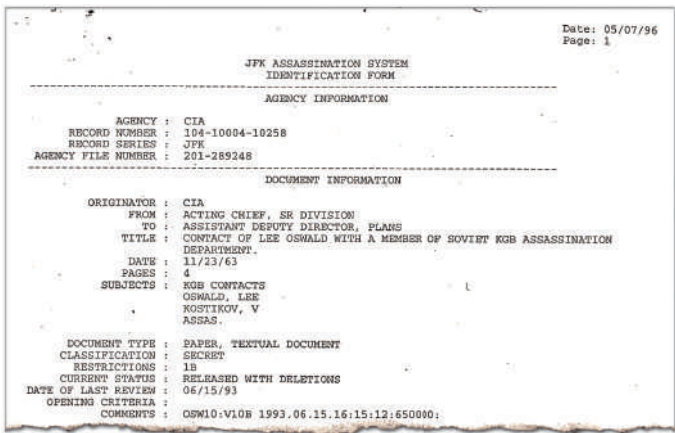 Date: 05/07/96
Page: 1
JFK ASSASSINATION SYSTEM
IDENTIFICATION FORM
AGENCY INFORMATION
AGENCY : CIA
RECORD NUMBER : 104-10004-10258
RECORD SERIES : JFK
AGENCY FILE NUMBER : 201-289248
DOCUMENT INFORMATION
ORIGINATOR : CIA
FROM : ACTING CHIEF, SR DIVISION
TO : ASSISTANT DEPUTY DIRECTOR, PLANS
TITLE : CONTACT OF LEE OSWALD WITH A MEMBER OF SOVIET KGB ASSASSINATION
DEPARTMENT.
DATE : 11/23/63
PAGES : 4
SUBJECTS : KGB CONTACTS
OSWALD, LEE
KOSTIKOV, V
ASSAS.
DOCUMENT TYPE : PAPER, TEXTUAL DOCUMENT
CLASSIFICATION : SECRET
RESTRICTIONS : 1B
CURRENT STATUS : RELEASED WITH DELETIONS
DATE OF LAST REVIEW : 06/15/93
OPENING CRITERIA :
COMMENTS : OSW10:V10B 1993.06.15.16:15:12:650000: